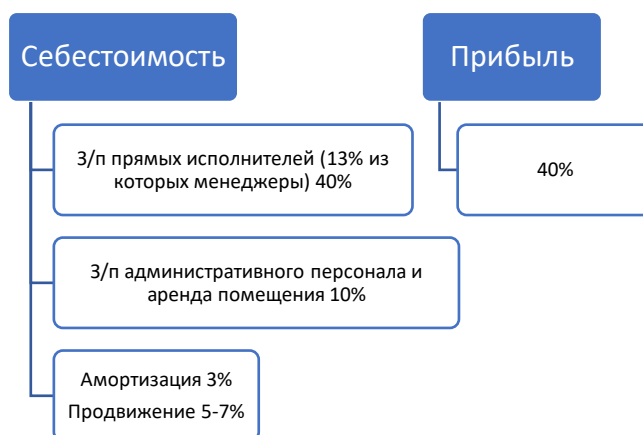 Себестоимость
З/п прямых исполнителей (13% из
которых менеджеры) 40%
З/п административного персонала и
аренда помещения 10%
Амортизация 3%
Продвижение 5-7%
Прибыль
40%